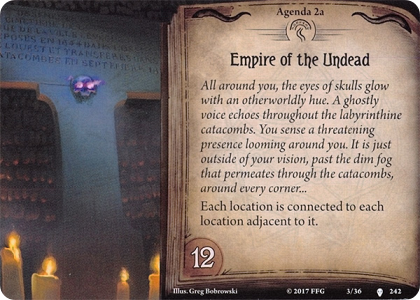 Agenda 2a
Empire of the Undead
All around you, the eyes of skulls glow
with an otherworldly hue. A ghostly
voice echoes throughout the labyrinthine
catacombs. You sense a threatening
presence looming around you. It is just
outside of your vision, past the dim fog
that permeates through the catacombs,
around every corner...
Each location is connected to each
location adjacent to it.
12
Illus. Greg Bobrowski
© 2017 FFG
3/36
242